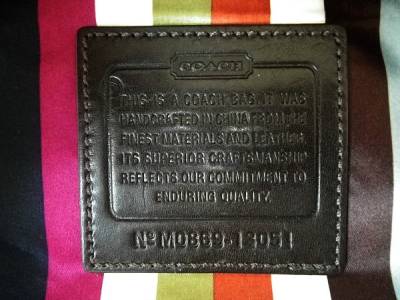 COACH
THIS IS A COACH BAG. IT WAS
HANDCRAFTED IN CHINA FROM THE
FINEST MATERIALS AND LEATHER.
ITS SUPERIOR CRAFTSMANSHIP
REFLECTS OUR COMMITMENT TO
ENDURING QUALITY.
Nº M0869-13051